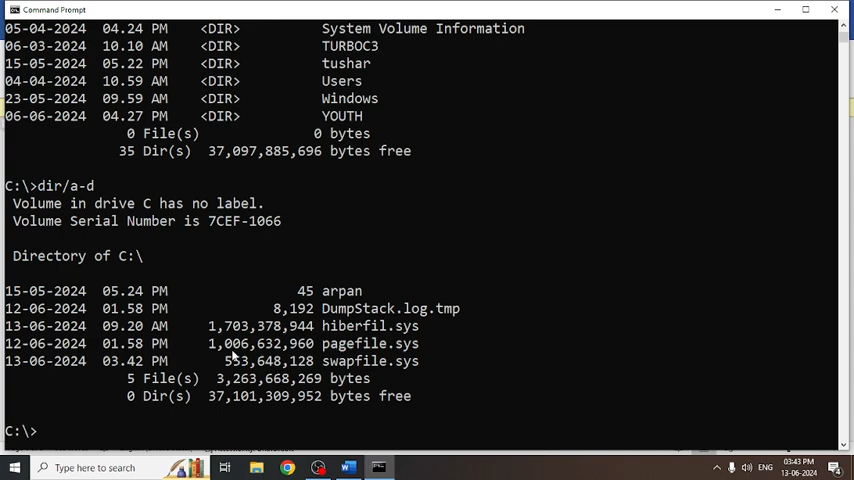 Command Prompt
05-04-2024 04.24 PM <DIR> System Volume Information
06-03-2024 10.10 AM <DIR> TURBOC3
15-05-2024 05.22 PM <DIR> tushar
04-04-2024 10.59 AM <DIR> Users
23-05-2024 09.59 AM <DIR> Windows
06-06-2024 04.27 PM <DIR> YOUTH
0 File(s) 0 bytes
35 Dir(s) 37,097,885,696 bytes free
C:\>dir/a-d
Volume in drive C has no label.
Volume Serial Number is 7CEF-1066
Directory of C:\
15-05-2024 05.24 PM 45 arpan
12-06-2024 01.58 PM 8,192 DumpStack.log.tmp
13-06-2024 09.20 AM 1,703,378,944 hiberfil.sys
12-06-2024 01.58 PM 1,006,632,960 pagefile.sys
13-06-2024 03.42 PM 553,648,128 swapfile.sys
5 File(s) 3,263,668,269 bytes
0 Dir(s) 37,101,309,952 bytes free
C:\>
Type here to search
ENG
03:43 PM
13-06-2024
4